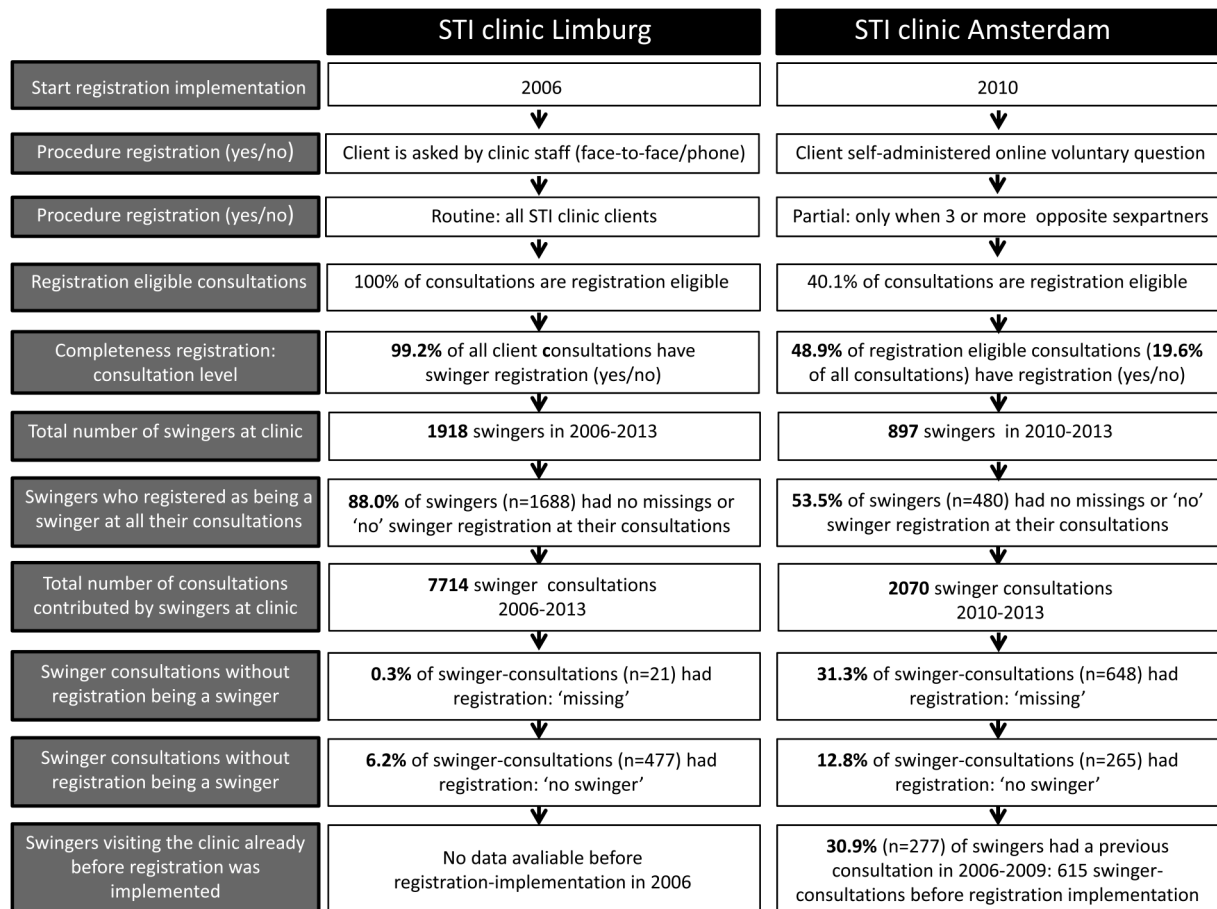 STI clinic Limburg
STI clinic Amsterdam
Start registration implementation
2006
2010
Procedure registration (yes/no)
Client is asked by clinic staff (face-to-face/phone)
Client self-administered online voluntary question
Procedure registration (yes/no)
Routine: all STI clinic clients
Partial: only when 3 or more opposite sexpartners
Registration eligible consultations
100% of consultations are registration eligible
40.1% of consultations are registration eligible
Completeness registration:
consultation level
99.2% of all client consultations have
swinger registration (yes/no)
48.9% of registration eligible consultations (19.6%
of all consultations) have registration (yes/no)
Total number of swingers at clinic
1918 swingers in 2006-2013
897 swingers in 2010-2013
Swingers who registered as being a
swinger at all their consultations
88.0% of swingers (n=1688) had no missings or
‘no’ swinger registration at their consultations
53.5% of swingers (n=480) had no missings or ‘no’
swinger registration at their consultations
Total number of consultations
contributed by swingers at clinic
7714 swinger consultations
2006-2013
2070 swinger consultations
2010-2013
Swinger consultations without
registration being a swinger
0.3% of swinger-consultations (n=21) had
registration: ‘missing’
31.3% of swinger-consultations (n=648) had
registration: ‘missing’
Swinger consultations without
registration being a swinger
6.2% of swinger-consultations (n=477) had
registration: ‘no swinger’
12.8% of swinger-consultations (n=265) had
registration: ‘no swinger’
Swingers visiting the clinic already
before registration was
implemented
No data avaliable before
registration-implementation in 2006
30.9% (n=277) of swingers had a previous
consultation in 2006-2009: 615 swinger-
consultations before registration implementation